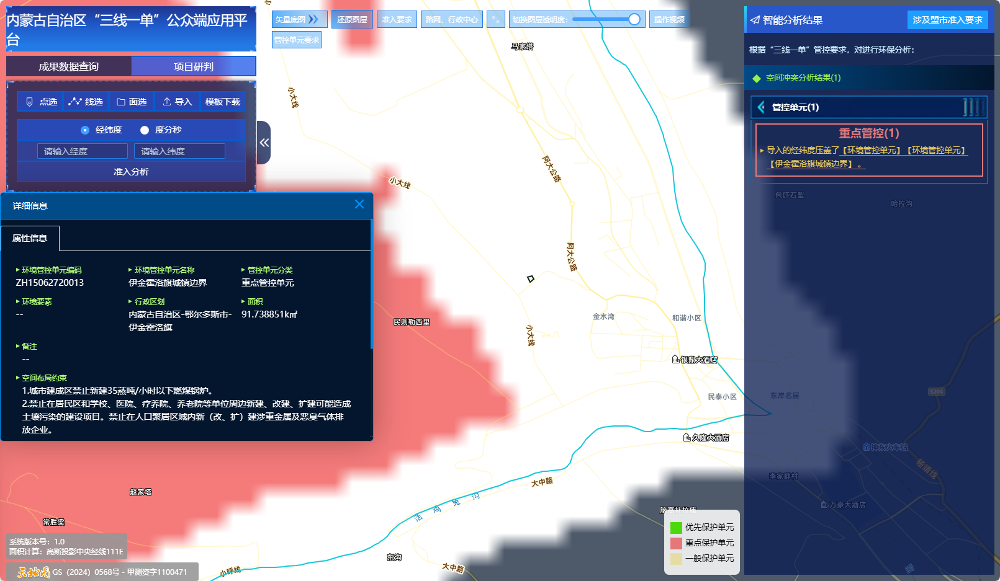 内蒙古自治区“三线一单”公众端应用平
台
成果数据查询
项目研判
点选
线选
面选
导入
模板下载
经纬度
度分秒
请输入经度
请输入纬度
准入分析
矢量底图
还原图层
准入要求
路网、行政中心
切换图层透明度：
操作视频
管控单元要求
智能分析结果
涉及盟市准入要求
根据“三线一单”管控要求，对进行环保分析：
空间冲突分析结果(1)
管控单元(1)
重点管控(1)
导入的经纬度压盖了【环境管控单元】【环境管控单元】
【伊金霍洛旗城镇边界】 。
详细信息
属性信息
环境管控单元编码
ZH15062720013
环境管控单元名称
伊金霍洛旗城镇边界
管控单元分类
重点管控单元
环境要素
--
行政区划
内蒙古自治区-鄂尔多斯市-
伊金霍洛旗
面积
91.738851k㎡
备注
--
空间布局约束
1.城市建成区禁止新建35蒸吨/小时以下燃煤锅炉。
2.禁止在居民区和学校、医院、疗养院、养老院等单位周边新建、改建、扩建可能造成
土壤污染的建设项目。禁止在人口聚居区域内新（改、扩）建涉重金属及恶臭气体排
放企业。
马家塔
小大线
阿大公路
小大线
阿大公路
包吓石犁
哈拉沟
民则勒西里
小大线
金水湾
和谐小区
银鼎大酒店
民泰小区
东岸名居
S204
久隆大酒店
神东火车站
杨靖线
李家畔村
大中路
活鸡兔沟
万豪大酒店
赵家塔
常胜梁
东沟
大中路
小呼线
优先保护单元
重点保护单元
一般保护单元
系统版本号：1.0
面积计算：高斯投影中央经线111E
天地图 GS（2024）0568号 - 甲测资字1100471